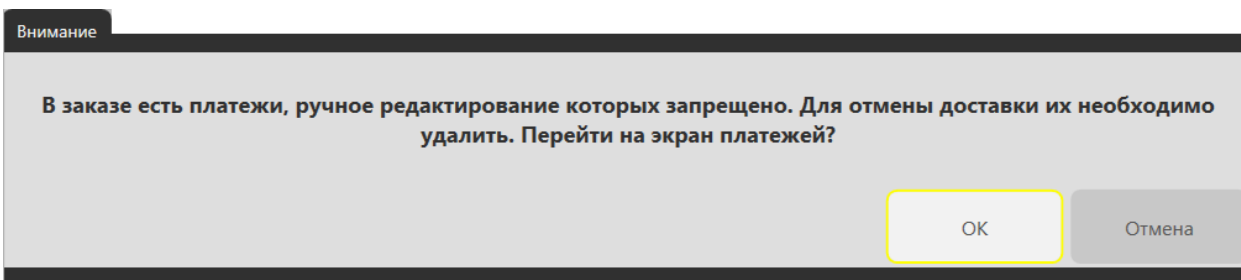 Внимание
В заказе есть платежи, ручное редактирование которых запрещено. Для отмены доставки их необходимо
удалить. Перейти на экран платежей?
ОК
Отмена